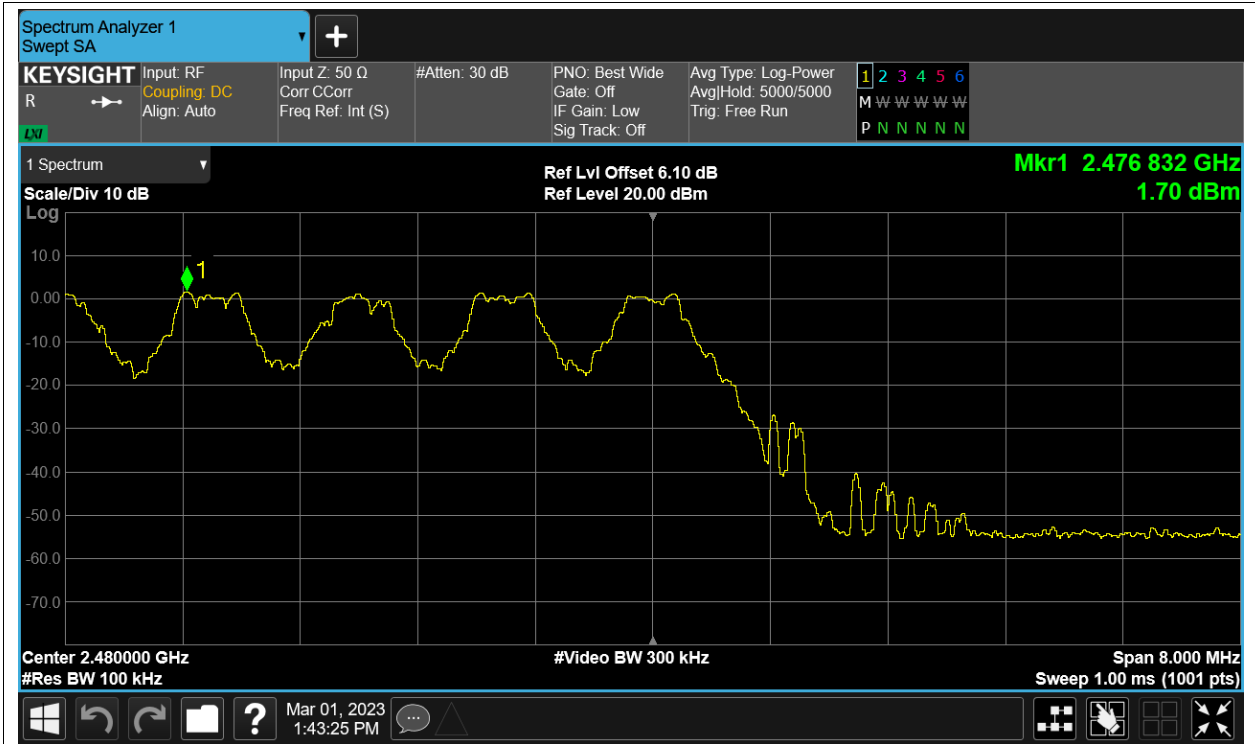 Spectrum Analyzer 1
Swept SA
KEYSIGHT
R
LXI
Input: RF
Coupling: DC
Align: Auto
Input Z: 50 Ω
Corr CCorr
Freq Ref: Int (S)
#Atten: 30 dB
PNO: Best Wide
Gate: Off
IF Gain: Low
Sig Track: Off
Avg Type: Log-Power
Avg|Hold: 5000/5000
Trig: Free Run
1 2 3 4 5 6
M W W W W W
P N N N N N
1 Spectrum
Scale/Div 10 dB
Log
Ref Lvl Offset 6.10 dB
Ref Level 20.00 dBm
Mkr1 2.476 832 GHz
1.70 dBm
10.0
0.00
-10.0
-20.0
-30.0
-40.0
-50.0
-60.0
-70.0
1
Center 2.480000 GHz
#Res BW 100 kHz
#Video BW 300 kHz
Span 8.000 MHz
Sweep 1.00 ms (1001 pts)
?
Mar 01, 2023
1:43:25 PM